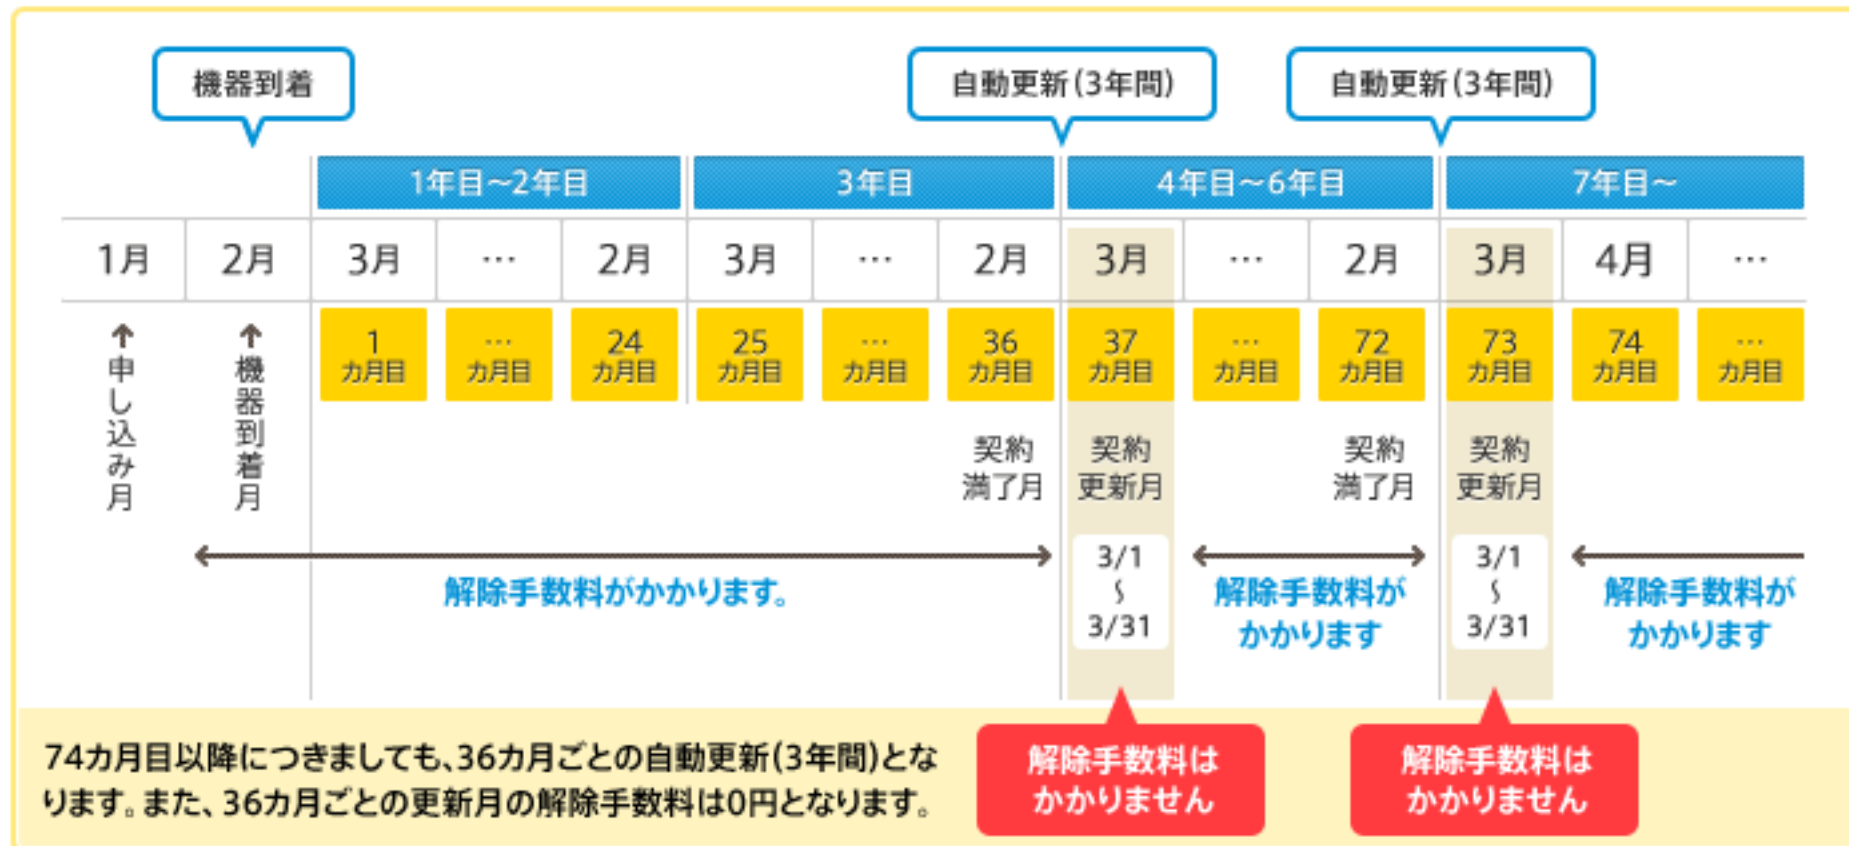 機器到着
自動更新(3年間)
自動更新(3年間)
1年目～2年目
3年目
4年目～6年目
7年目～
1月
2月
3月
…
2月
3月
…
2月
3月
…
2月
3月
4月
…
1
カ月目
…
カ月目
24
カ月目
25
カ月目
…
カ月目
36
カ月目
37
カ月目
…
カ月目
72
カ月目
73
カ月目
74
カ月目
…
カ月目
↑申し込み月
↑機器到着月
契約
満了月
契約
更新月
契約
満了月
契約
更新月
解除手数料がかかります。
3/1
～
3/31
解除手数料が
かかります
3/1
～
3/31
解除手数料が
かかります
74カ月目以降につきましても、36カ月ごとの自動更新(3年間)とな
ります。また、36カ月ごとの更新月の解除手数料は0円となります。
解除手数料は
かかりません
解除手数料は
かかりません